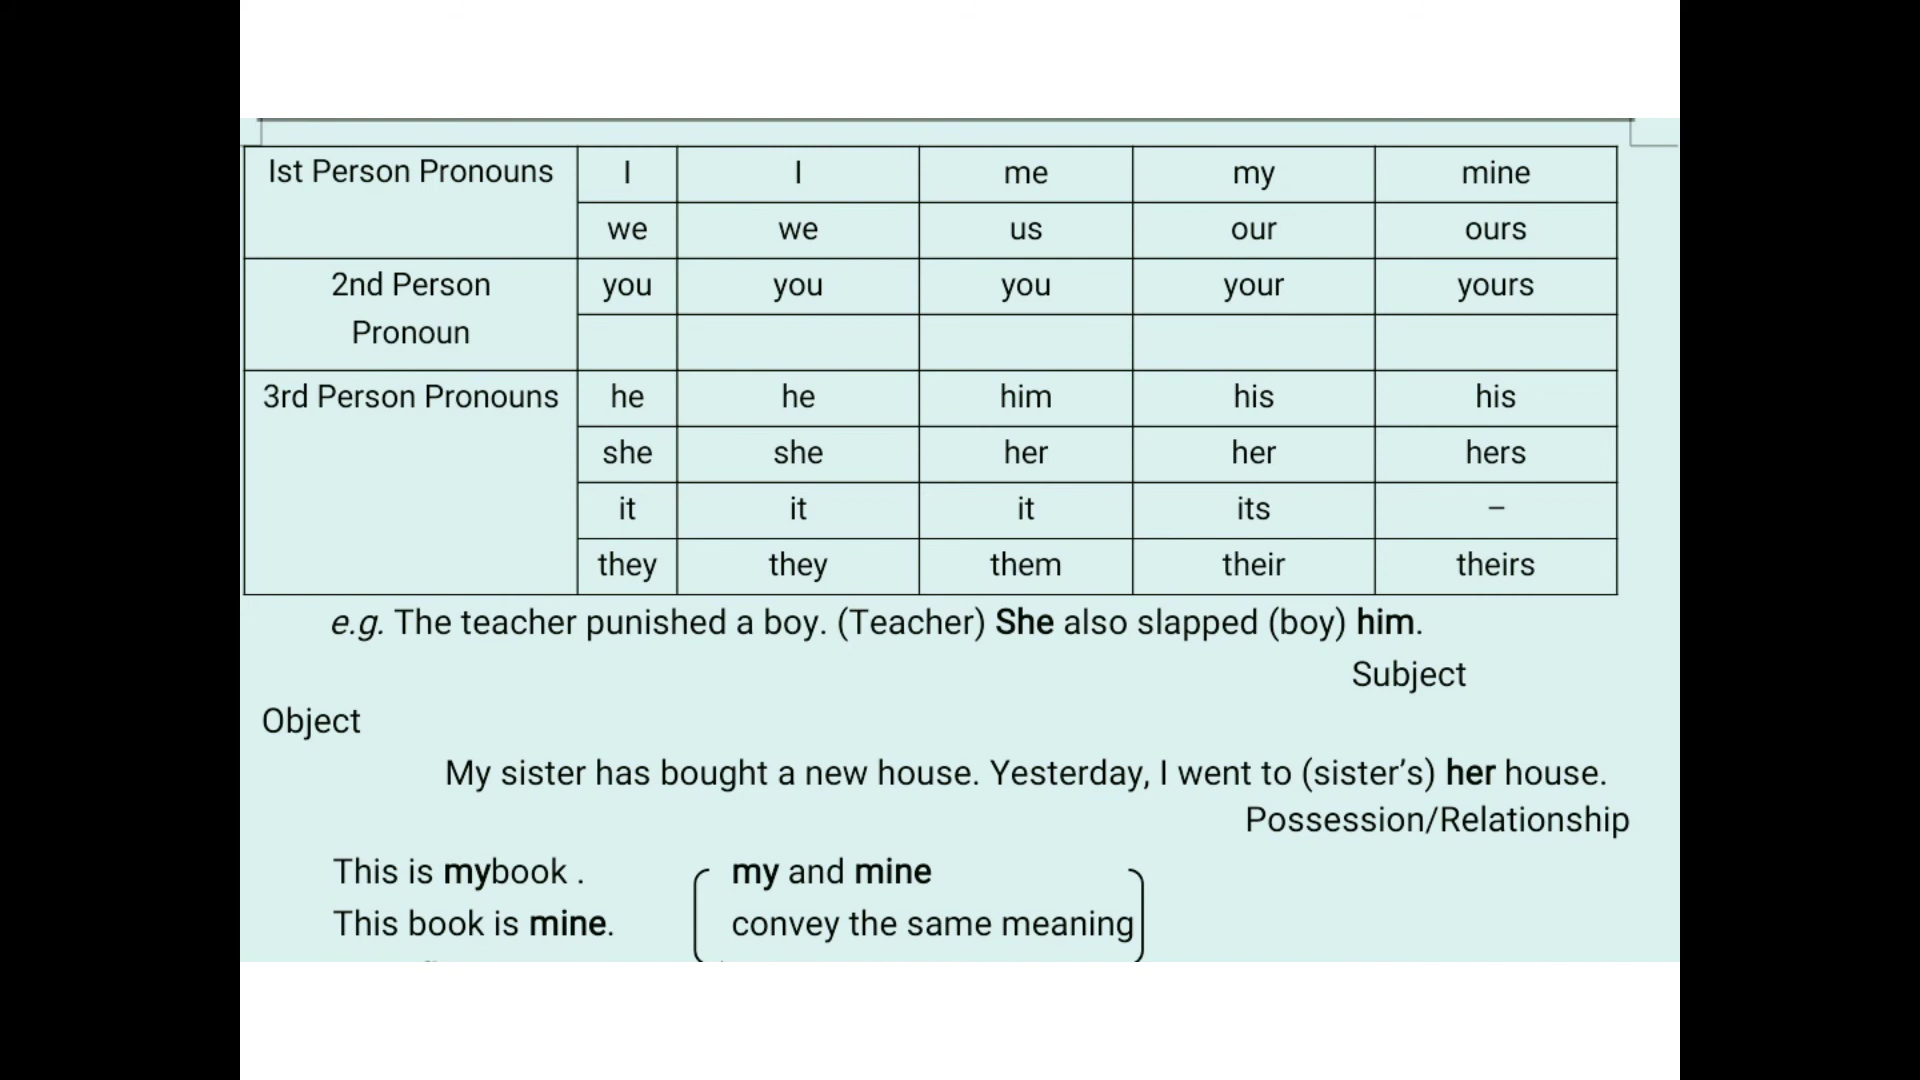 Ist Person Pronouns I I me my mine
we we us our ours
2nd Person Pronoun you you you your yours
3rd Person Pronouns he he him his his
she she her her hers
it it it its –
they they them their theirs
e.g. The teacher punished a boy. (Teacher) She also slapped (boy) him.
Subject
Object
My sister has bought a new house. Yesterday, I went to (sister’s) her house.
Possession/Relationship
This is mybook . my and mine
This book is mine. convey the same meaning